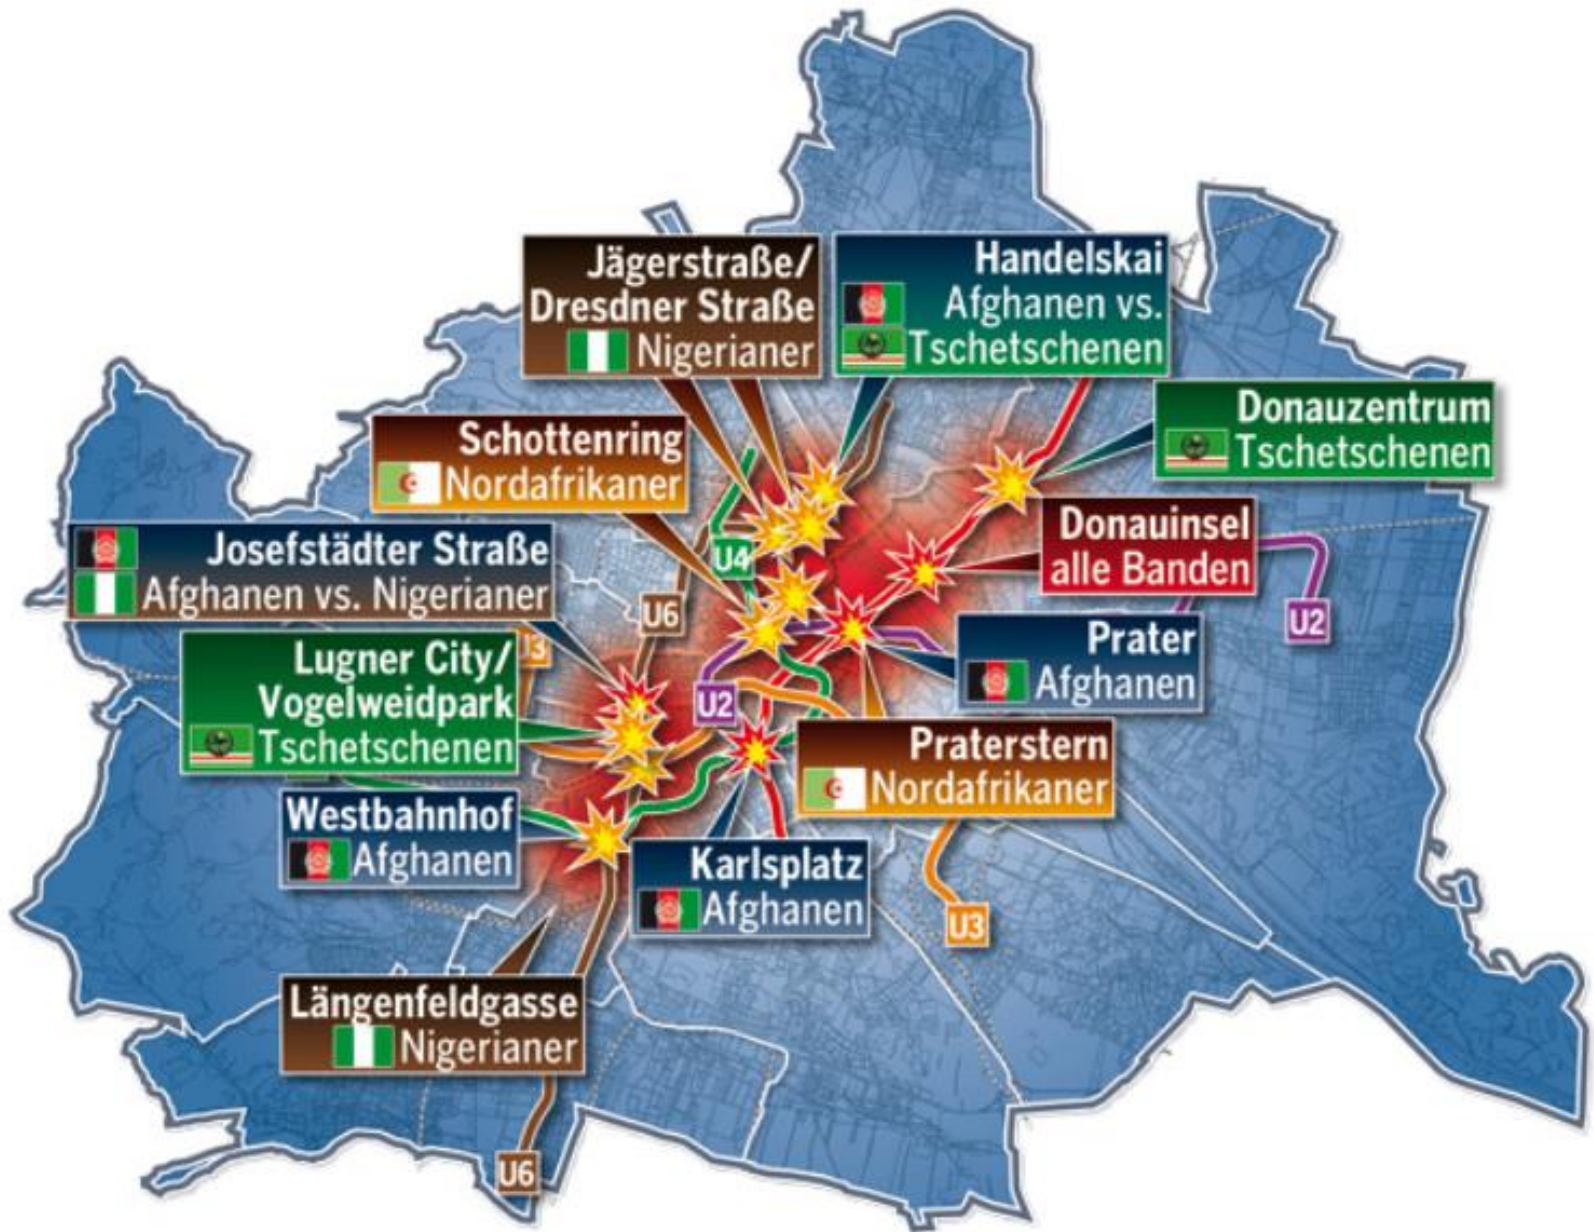 Jägerstraße/
Dresdner Straße
Nigerianer
Handelskai
Afghanen vs.
Tschetschenen
Donauzentrum
Tschetschenen
Schottenring
Nordafrikaner
Donauinsel
alle Banden
Josefstädter Straße
Afghanen vs. Nigerianer
U4
U6
U2
Prater
Afghanen
Lugner City/
Vogelweidpark
Tschetschenen
U2
Praterstern
Nordafrikaner
Westbahnhof
Afghanen
Karlsplatz
Afghanen
U3
Längenfeldgasse
Nigerianer
U6